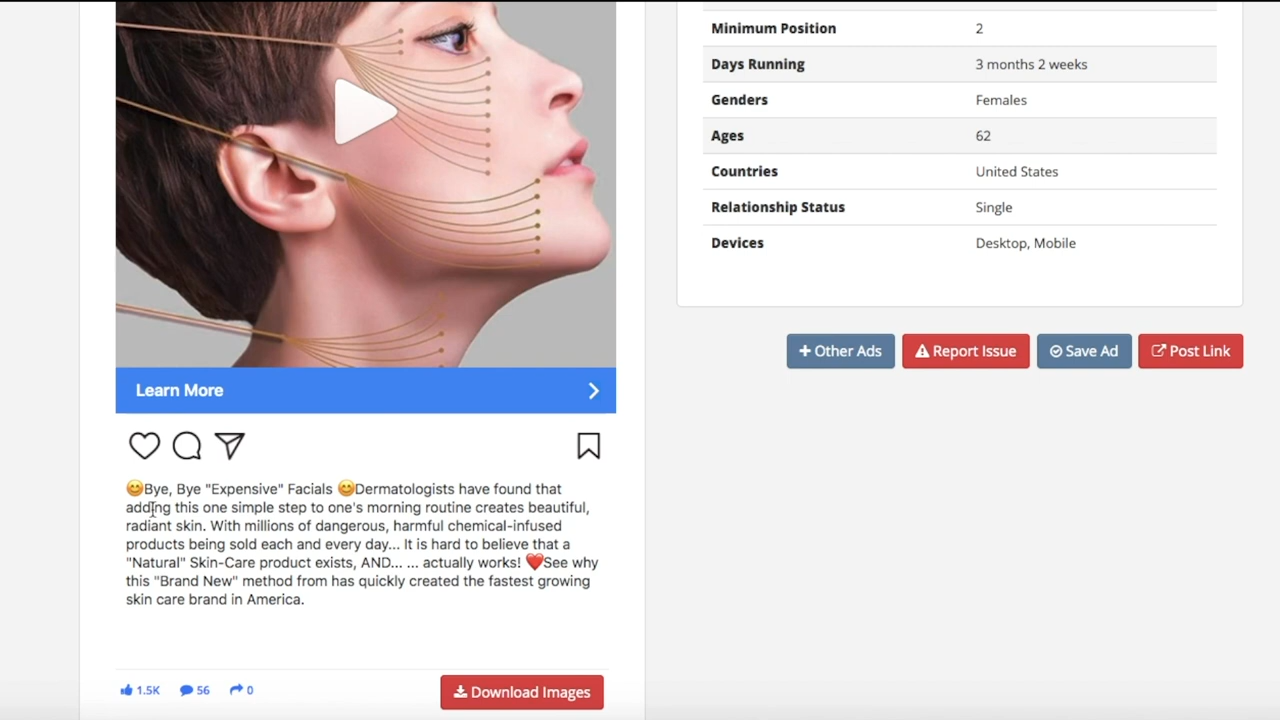 Minimum Position 2
Days Running 3 months 2 weeks
Genders Females
Ages 62
Countries United States
Relationship Status Single
Devices Desktop, Mobile
Other Ads Report Issue Save Ad Post Link
Learn More
😊Bye, Bye "Expensive" Facials 😊Dermatologists have found that
adding this one simple step to one's morning routine creates beautiful,
radiant skin. With millions of dangerous, harmful chemical-infused
products being sold each and every day... It is hard to believe that a
"Natural" Skin-Care product exists, AND... ... actually works! ❤️See why
this "Brand New" method from has quickly created the fastest growing
skin care brand in America.
1.5K 56 0
Download Images